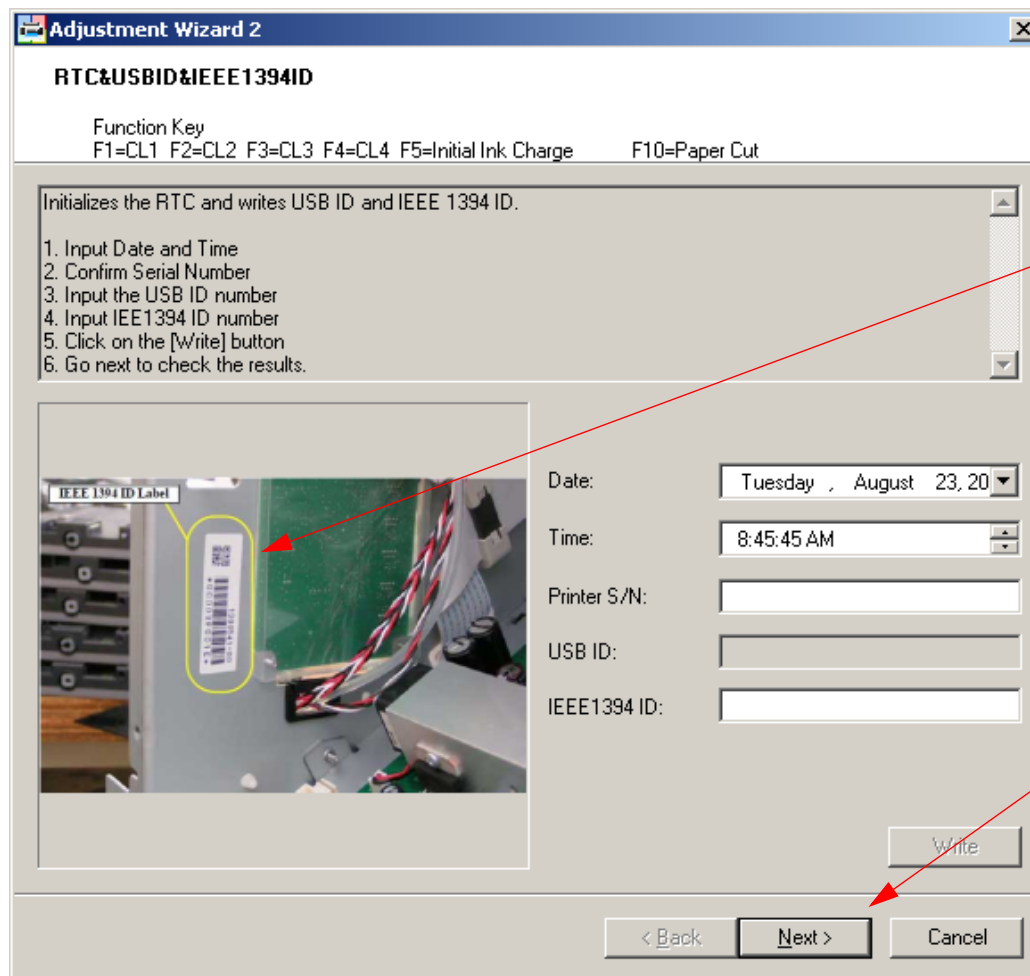 Adjustment Wizard 2
RTC&USBID&IEEE1394ID
Function Key
F1=CL1 F2=CL2 F3=CL3 F4=CL4 F5=Initial Ink Charge F10=Paper Cut
Initializes the RTC and writes USB ID and IEEE 1394 ID.
1. Input Date and Time
2. Confirm Serial Number
3. Input the USB ID number
4. Input IEE1394 ID number
5. Click on the [Write] button
6. Go next to check the results.
IEEE 1394 ID Label
Date: Tuesday , August 23, 20
Time: 8:45:45 AM
Printer S/N:
USB ID:
IEEE1394 ID:
Write
< Back Next > Cancel